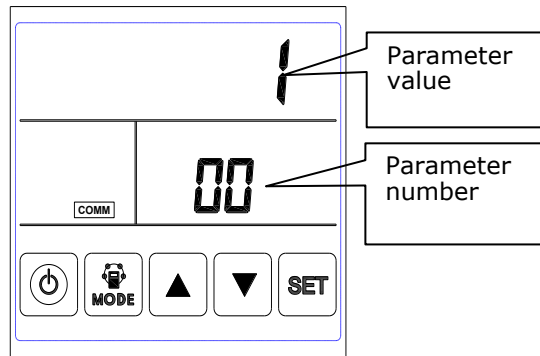 1
Parameter
value
00
Parameter
number
COMM
MODE
SET